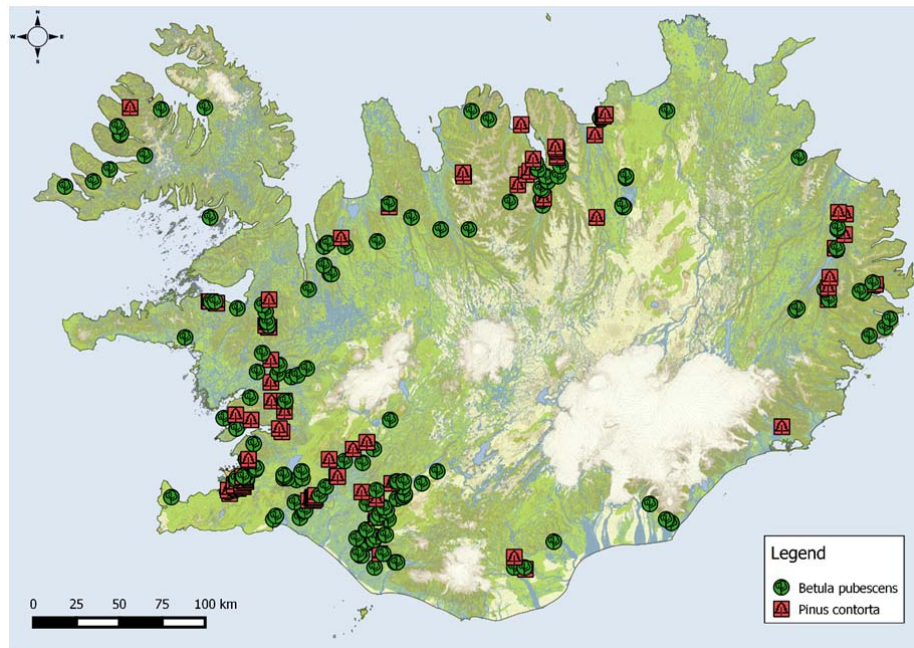 N
W
E
S
Legend
Betula pubescens
Pinus contorta
0 25 50 75 100 km